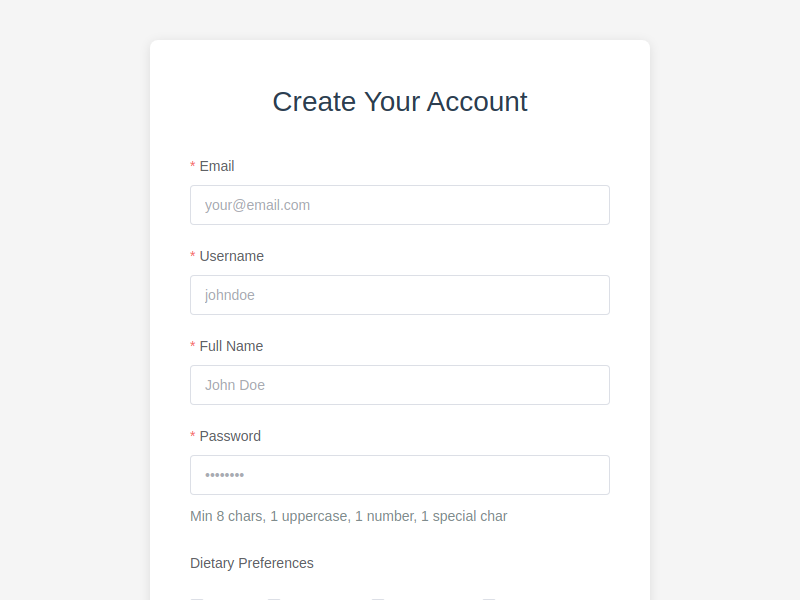 Create Your Account
* Email
your@email.com
* Username
johndoe
* Full Name
John Doe
* Password
••••••••
Min 8 chars, 1 uppercase, 1 number, 1 special char
Dietary Preferences